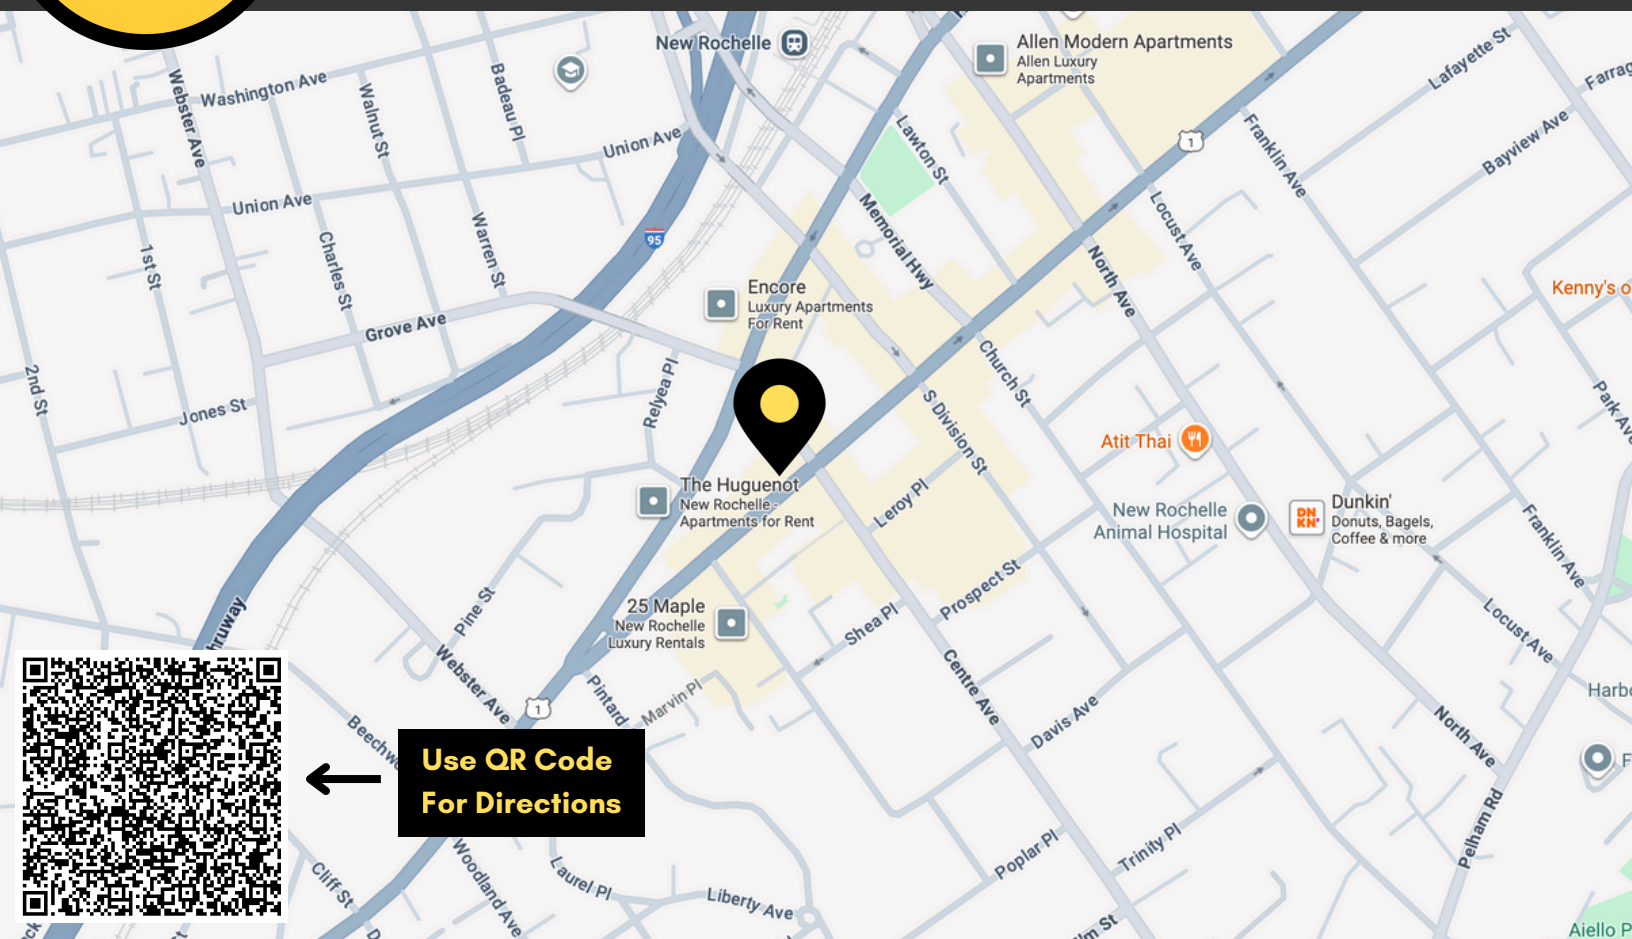 New Rochelle
Allen Modern Apartments
Allen Luxury
Apartments
Lafayette St
Washington Ave
Webster Ave
Walnut St
Badeau Pl
Union Ave
Lawton St
1
Franklin Ave
Bayview Ave
Union Ave
Warren St
95
Memorial Hwy
Locust Ave
1st St
Charles St
North Ave
Encore
Luxury Apartments
For Rent
Kenny's
Grove Ave
Church St
2nd St
Jones St
Relyea Pl
S Division St
Atit Thai
The Huguenot
New Rochelle -
Apartments for Rent
Leroy Pl
New Rochelle
Animal Hospital
DN
KN'
Dunkin'
Donuts, Bagels,
Coffee & more
Franklin Ave
Pine St
25 Maple
New Rochelle
Luxury Rentals
Shea Pl
Prospect St
Locust Ave
Webster Ave
1
Pintard
Marvin Pl
Centre Ave
Davis Ave
North Ave
Use QR Code
For Directions
Pelham Rd
Cliff St
Woodland Ave
Laurel Pl
Liberty Ave
Poplar Pl
Trinity Pl
Aiello